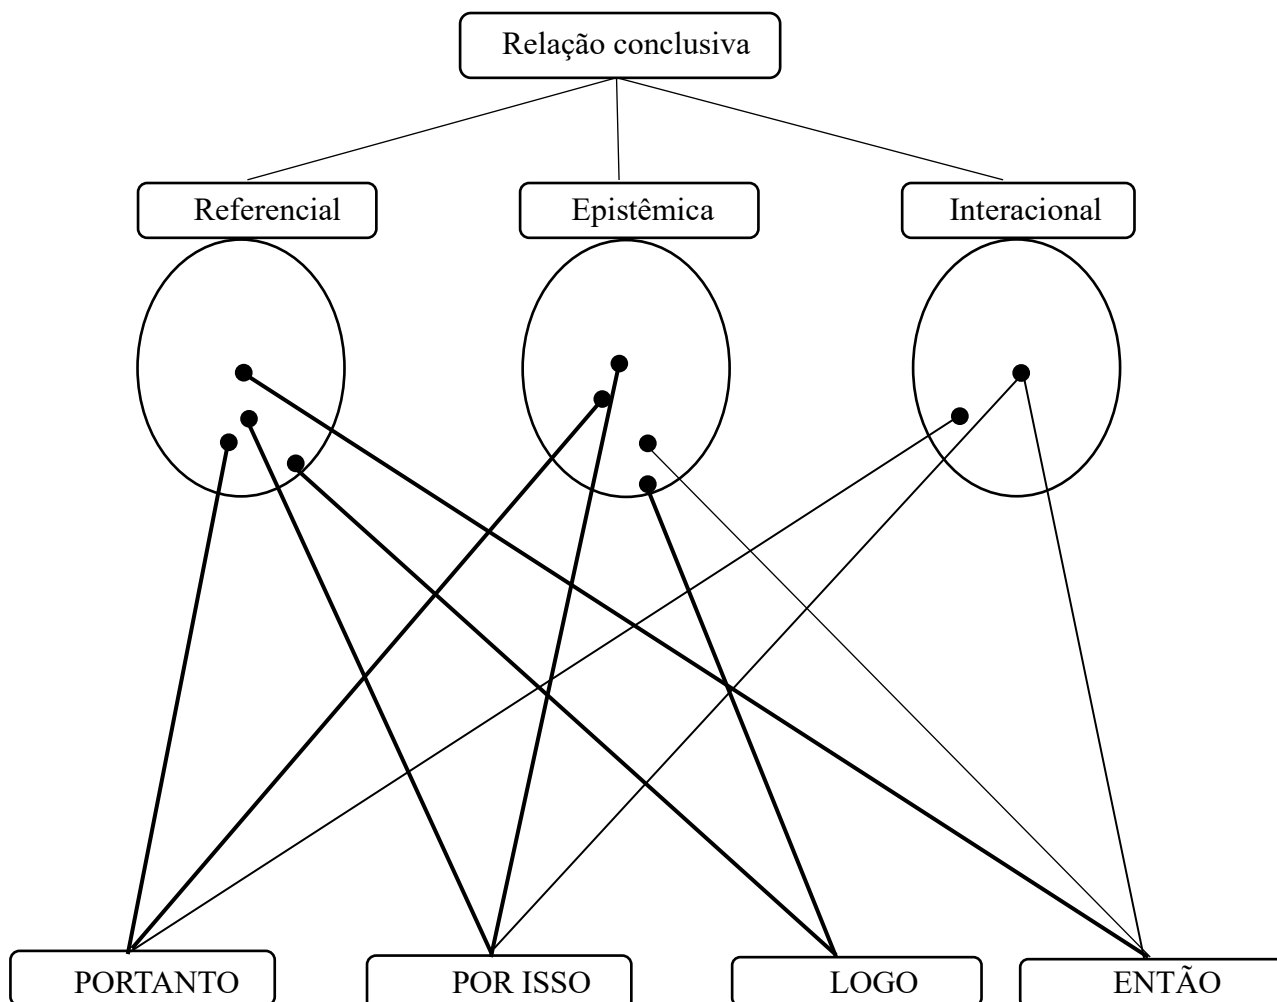 Relação conclusiva
Referencial
Epistêmica
Interacional
PORTANTO
POR ISSO
LOGO
ENTÃO